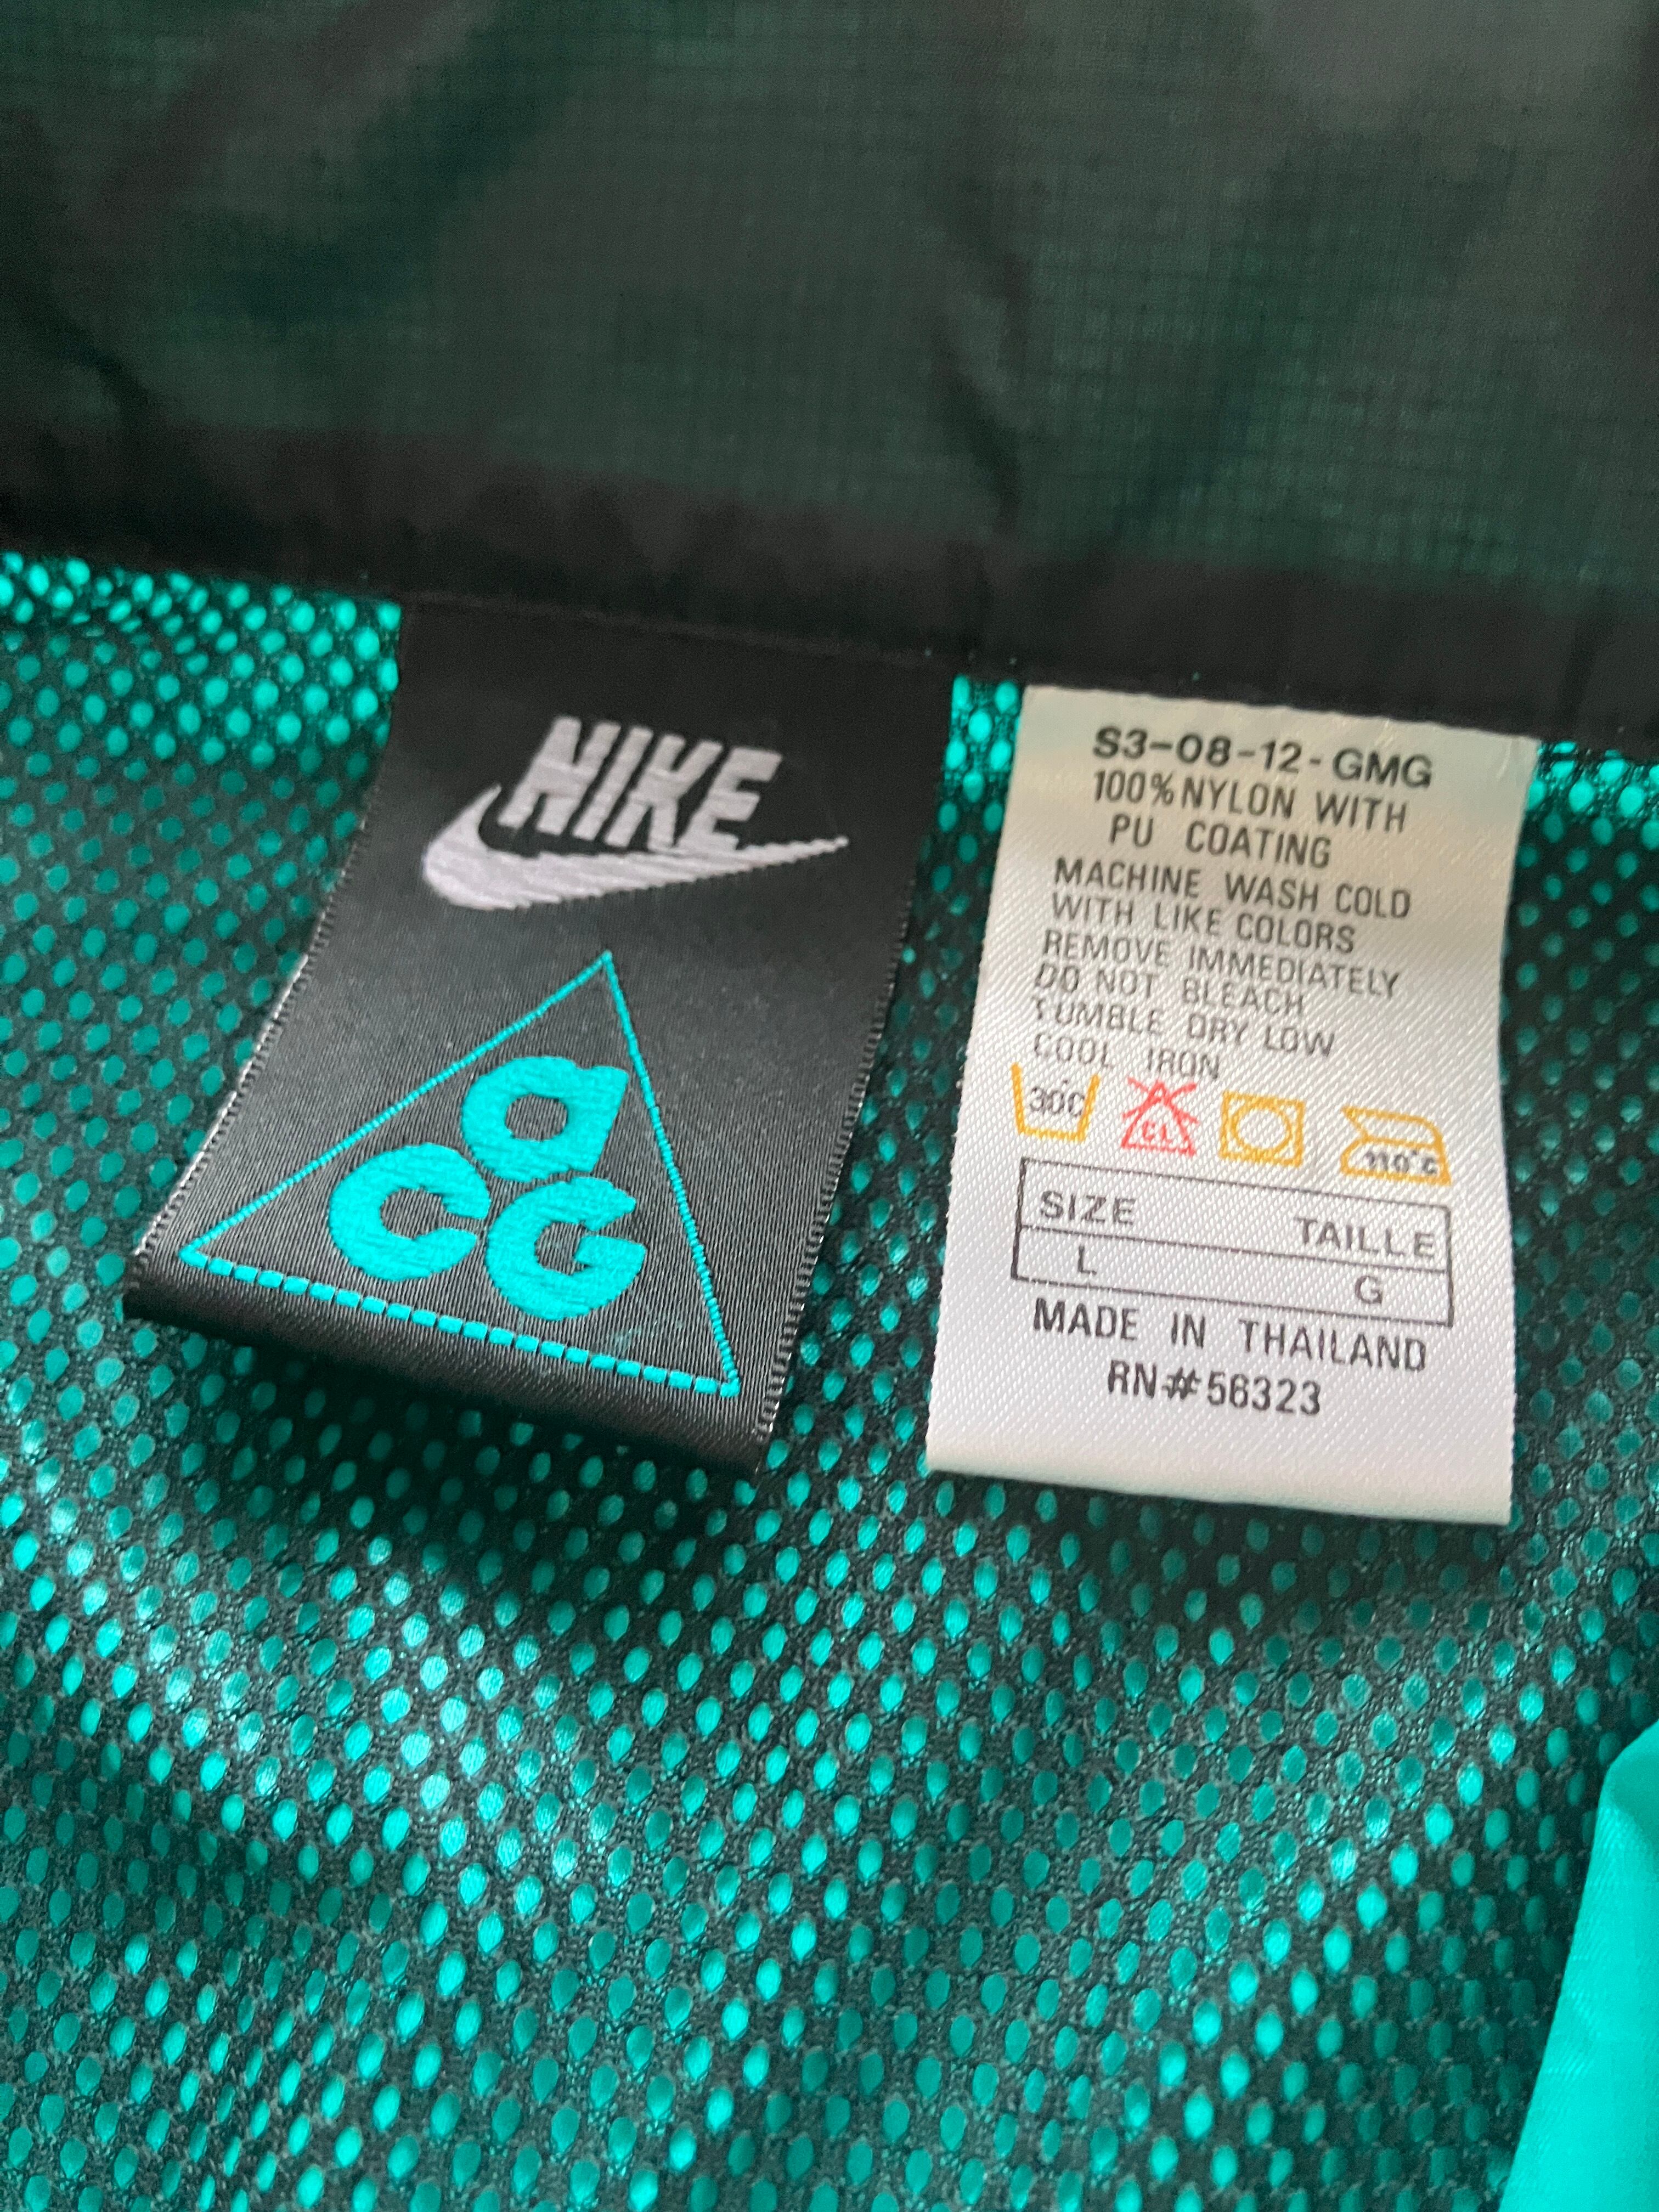 NIKE
a
CG
S3-08-12-GMG
100%NYLON WITH
PU COATING
MACHINE WASH COLD
WITH LIKE COLORS
REMOVE IMMEDIATELY
DO NOT BLEACH
TUMBLE DRY LOW
COOL IRON
30°C CL 110°C
SIZE TAILLE
L G
MADE IN THAILAND
RN#56323